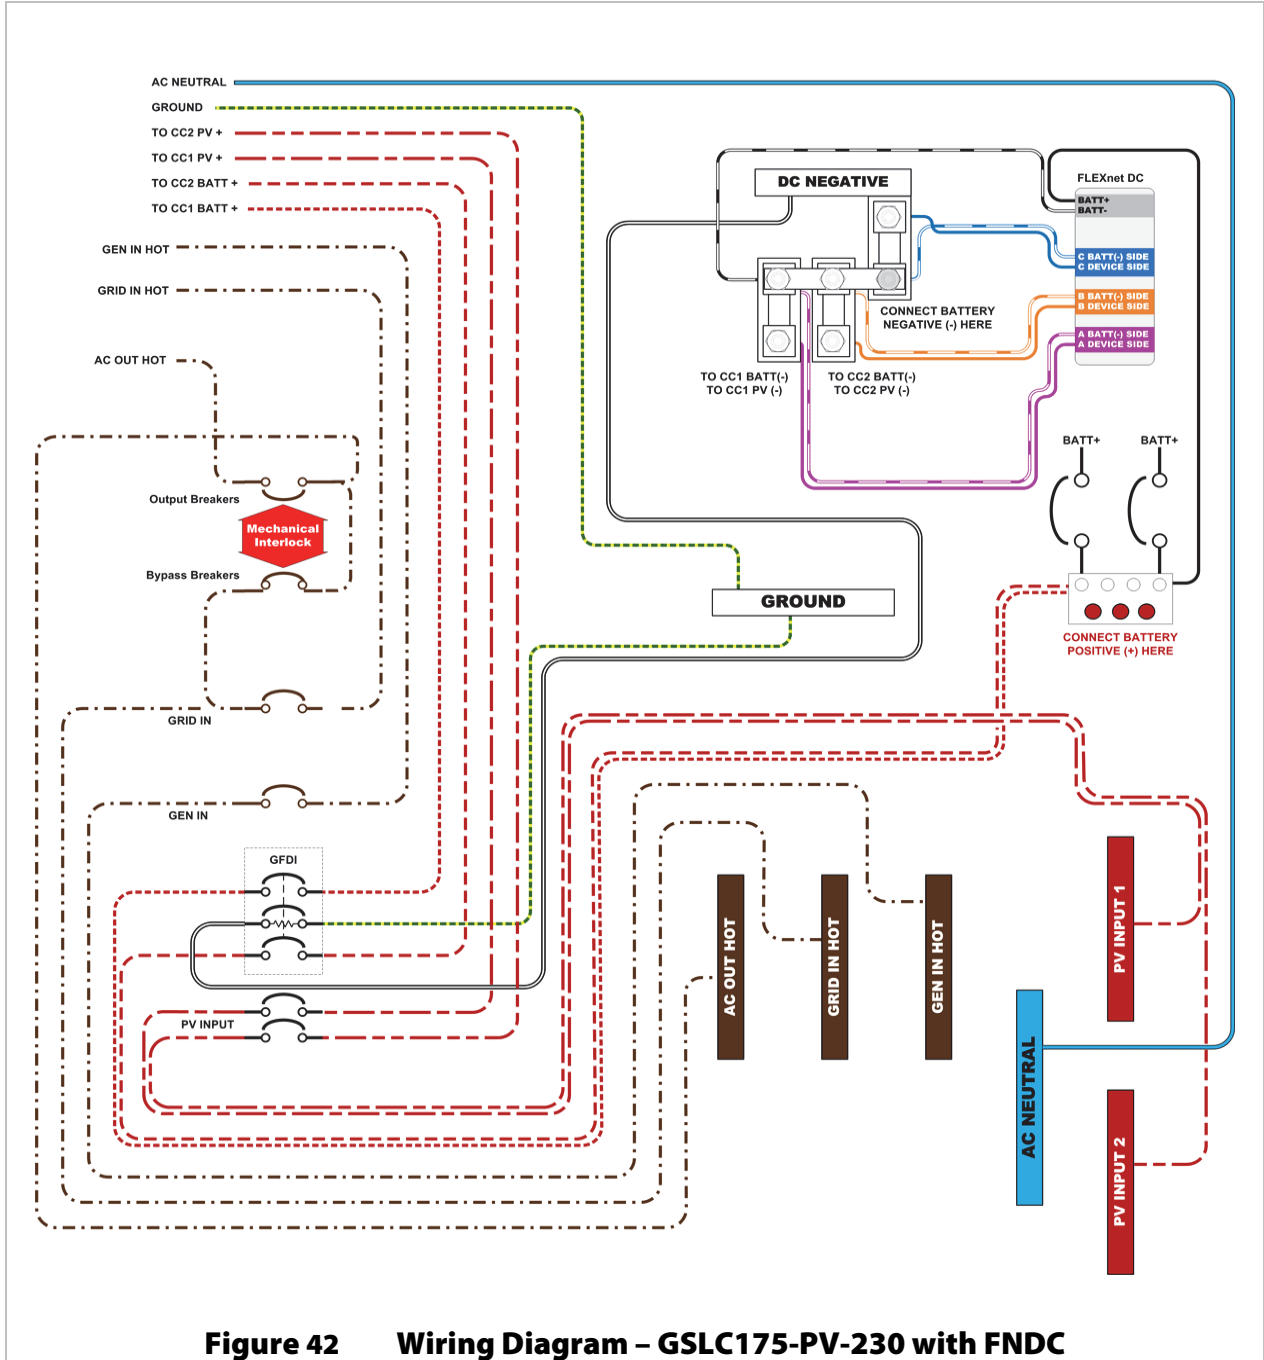 AC NEUTRAL
GROUND
TO CC2 PV +
TO CC1 PV +
TO CC2 BATT +
TO CC1 BATT +
GEN IN HOT
GRID IN HOT
AC OUT HOT
Output Breakers
Mechanical
Interlock
Bypass Breakers
GRID IN
GEN IN
GFDI
PV INPUT
DC NEGATIVE
FLEXnet DC
BATT+
BATT-
C BATT(-) SIDE
C DEVICE SIDE
B BATT(-) SIDE
B DEVICE SIDE
A BATT(-) SIDE
A DEVICE SIDE
CONNECT BATTERY
NEGATIVE (-) HERE
TO CC1 BATT(-)
TO CC1 PV (-)
TO CC2 BATT(-)
TO CC2 PV (-)
BATT+
BATT+
GROUND
CONNECT BATTERY
POSITIVE (+) HERE
AC OUT HOT
GRID IN HOT
GEN IN HOT
PV INPUT 1
AC NEUTRAL
PV INPUT 2
Figure 42 Wiring Diagram – GSLC175-PV-230 with FNDC